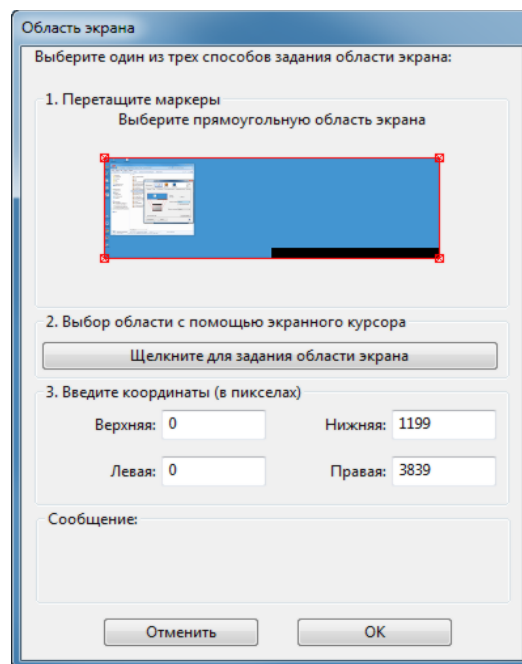 Область экрана
Выберите один из трех способов задания области экрана:
1. Перетащите маркеры
Выберите прямоугольную область экрана
2. Выбор области с помощью экранного курсора
Щелкните для задания области экрана
3. Введите координаты (в пикселах)
Верхняя: 0 Нижняя: 1199
Левая: 0 Правая: 3839
Сообщение:
Отменить OK